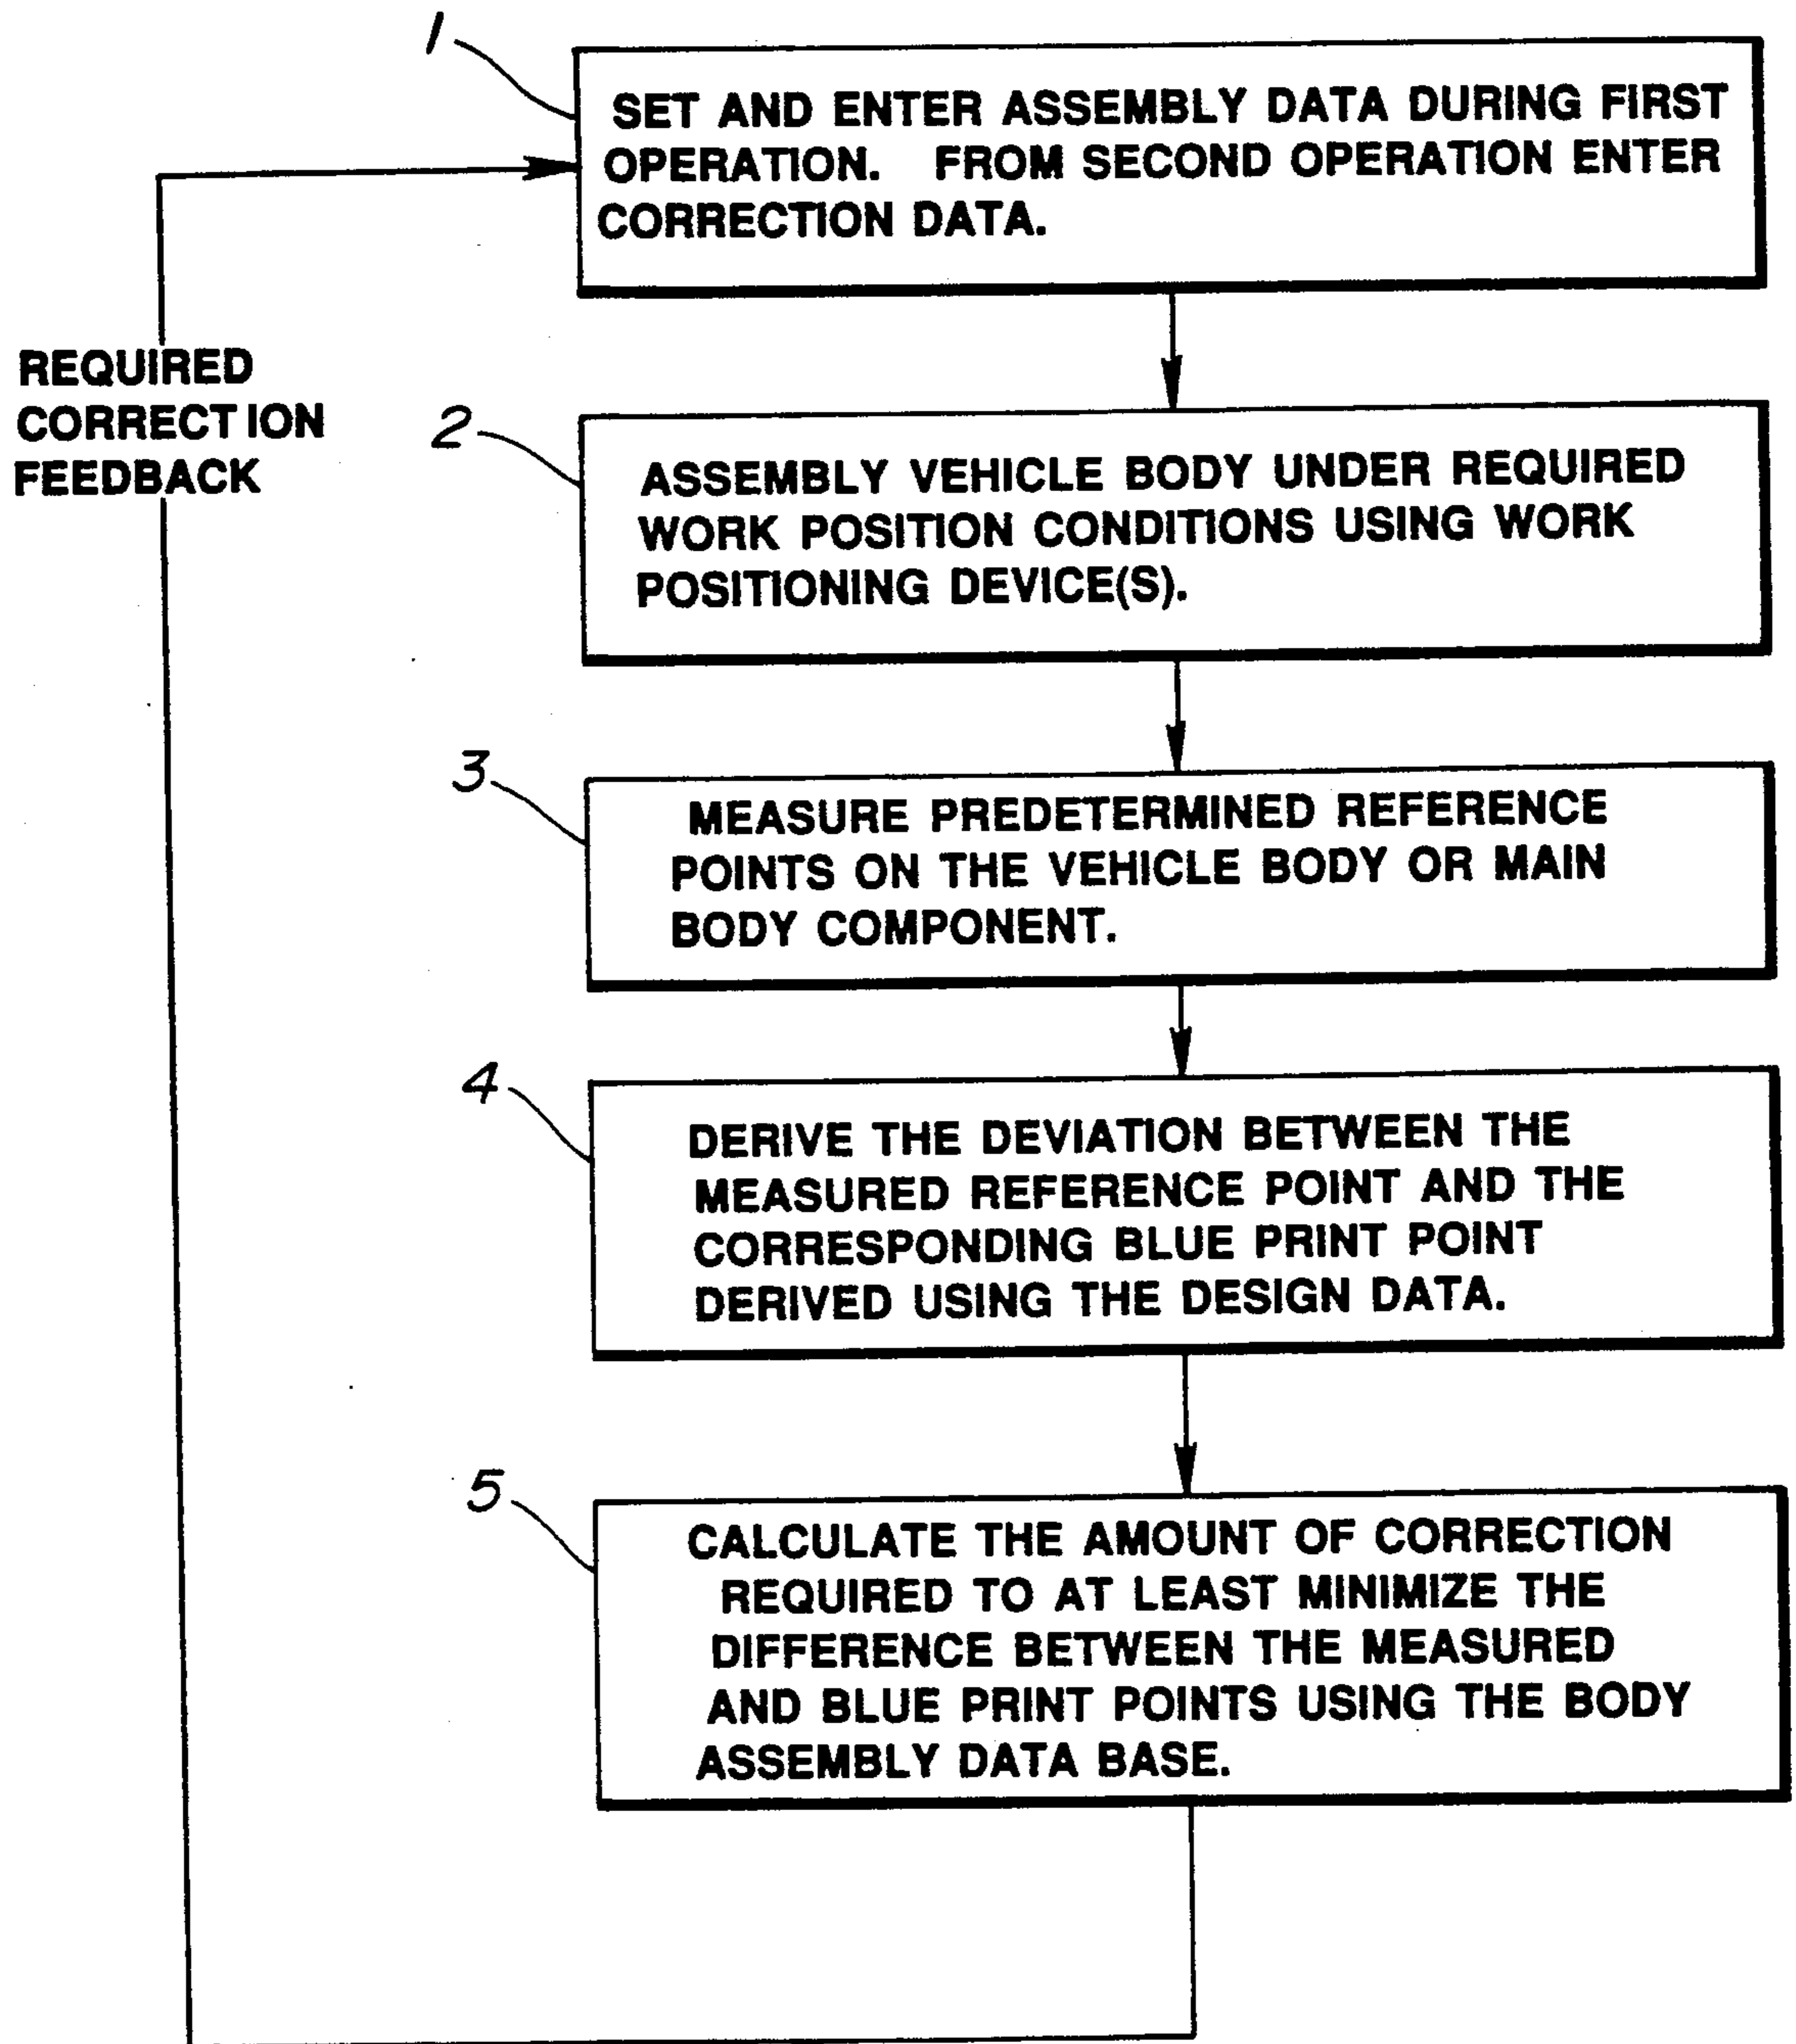 1
SET AND ENTER ASSEMBLY DATA DURING FIRST
OPERATION. FROM SECOND OPERATION ENTER
CORRECTION DATA.
REQUIRED
CORRECTION
FEEDBACK
2
ASSEMBLY VEHICLE BODY UNDER REQUIRED
WORK POSITION CONDITIONS USING WORK
POSITIONING DEVICE(S).
3
MEASURE PREDETERMINED REFERENCE
POINTS ON THE VEHICLE BODY OR MAIN
BODY COMPONENT.
4
DERIVE THE DEVIATION BETWEEN THE
MEASURED REFERENCE POINT AND THE
CORRESPONDING BLUE PRINT POINT
DERIVED USING THE DESIGN DATA.
5
CALCULATE THE AMOUNT OF CORRECTION
REQUIRED TO AT LEAST MINIMIZE THE
DIFFERENCE BETWEEN THE MEASURED
AND BLUE PRINT POINTS USING THE BODY
ASSEMBLY DATA BASE.